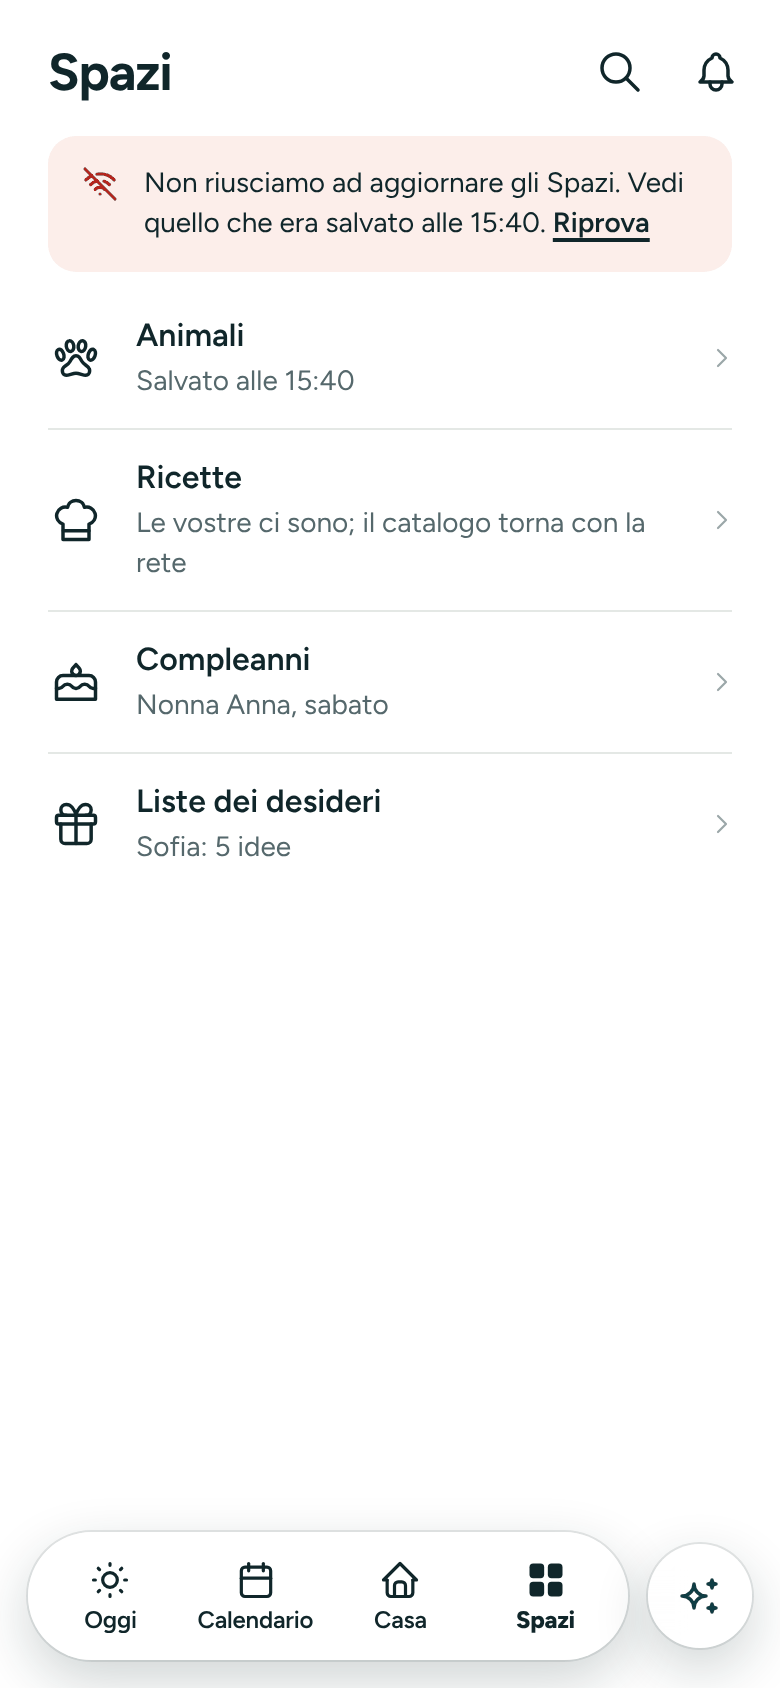 Spazi
Non riusciamo ad aggiornare gli Spazi. Vedi
quello che era salvato alle 15:40. Riprova
Animali
Salvato alle 15:40
Ricette
Le vostre ci sono; il catalogo torna con la
rete
Compleanni
Nonna Anna, sabato
Liste dei desideri
Sofia: 5 idee
Oggi
Calendario
Casa
Spazi